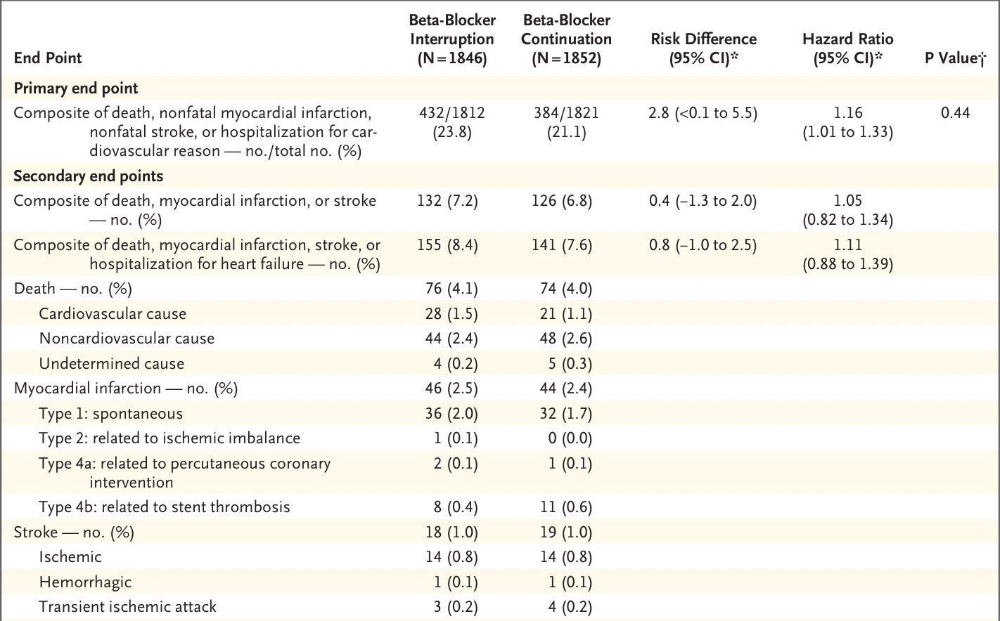 Beta-Blocker Beta-Blocker
Interruption Continuation Risk Difference Hazard Ratio
End Point (N=1846) (N=1852) (95% CI)* (95% CI)* P Value†
Primary end point
Composite of death, nonfatal myocardial infarction, 432/1812 384/1821 2.8 (<0.1 to 5.5) 1.16 0.44
nonfatal stroke, or hospitalization for car- (23.8) (21.1) (1.01 to 1.33)
diovascular reason — no./total no. (%)
Secondary end points
Composite of death, myocardial infarction, or stroke 132 (7.2) 126 (6.8) 0.4 (–1.3 to 2.0) 1.05
— no. (%) (0.82 to 1.34)
Composite of death, myocardial infarction, stroke, or 155 (8.4) 141 (7.6) 0.8 (–1.0 to 2.5) 1.11
hospitalization for heart failure — no. (%) (0.88 to 1.39)
Death — no. (%) 76 (4.1) 74 (4.0)
Cardiovascular cause 28 (1.5) 21 (1.1)
Noncardiovascular cause 44 (2.4) 48 (2.6)
Undetermined cause 4 (0.2) 5 (0.3)
Myocardial infarction — no. (%) 46 (2.5) 44 (2.4)
Type 1: spontaneous 36 (2.0) 32 (1.7)
Type 2: related to ischemic imbalance 1 (0.1) 0 (0.0)
Type 4a: related to percutaneous coronary 2 (0.1) 1 (0.1)
intervention
Type 4b: related to stent thrombosis 8 (0.4) 11 (0.6)
Stroke — no. (%) 18 (1.0) 19 (1.0)
Ischemic 14 (0.8) 14 (0.8)
Hemorrhagic 1 (0.1) 1 (0.1)
Transient ischemic attack 3 (0.2) 4 (0.2)